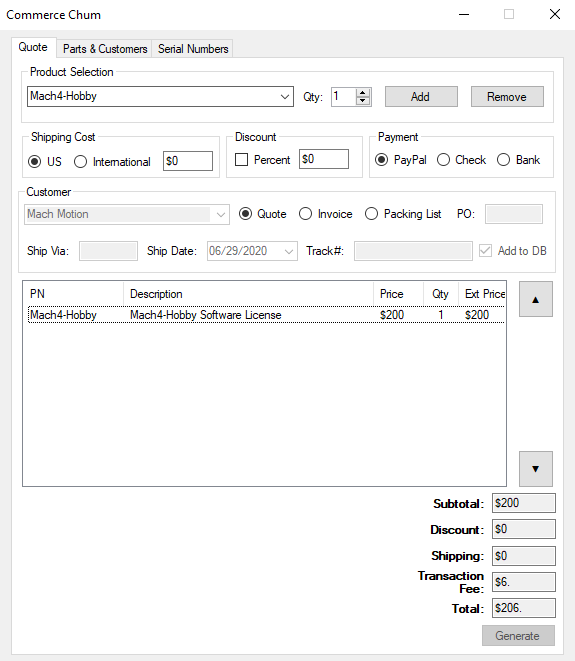 Commerce Chum
Quote Parts & Customers Serial Numbers
Product Selection
Mach4-Hobby Qty: 1 Add Remove
Shipping Cost Discount Payment
US International $0 Percent $0 PayPal Check Bank
Customer
Mach Motion Quote Invoice Packing List PO:
Ship Via: Ship Date: 06/29/2020 Track#: Add to DB
PN Description Price Qty Ext Price
Mach4-Hobby Mach4-Hobby Software License $200 1 $200
Subtotal: $200
Discount: $0
Shipping: $0
Transaction
Fee: $6.
Total: $206.
Generate